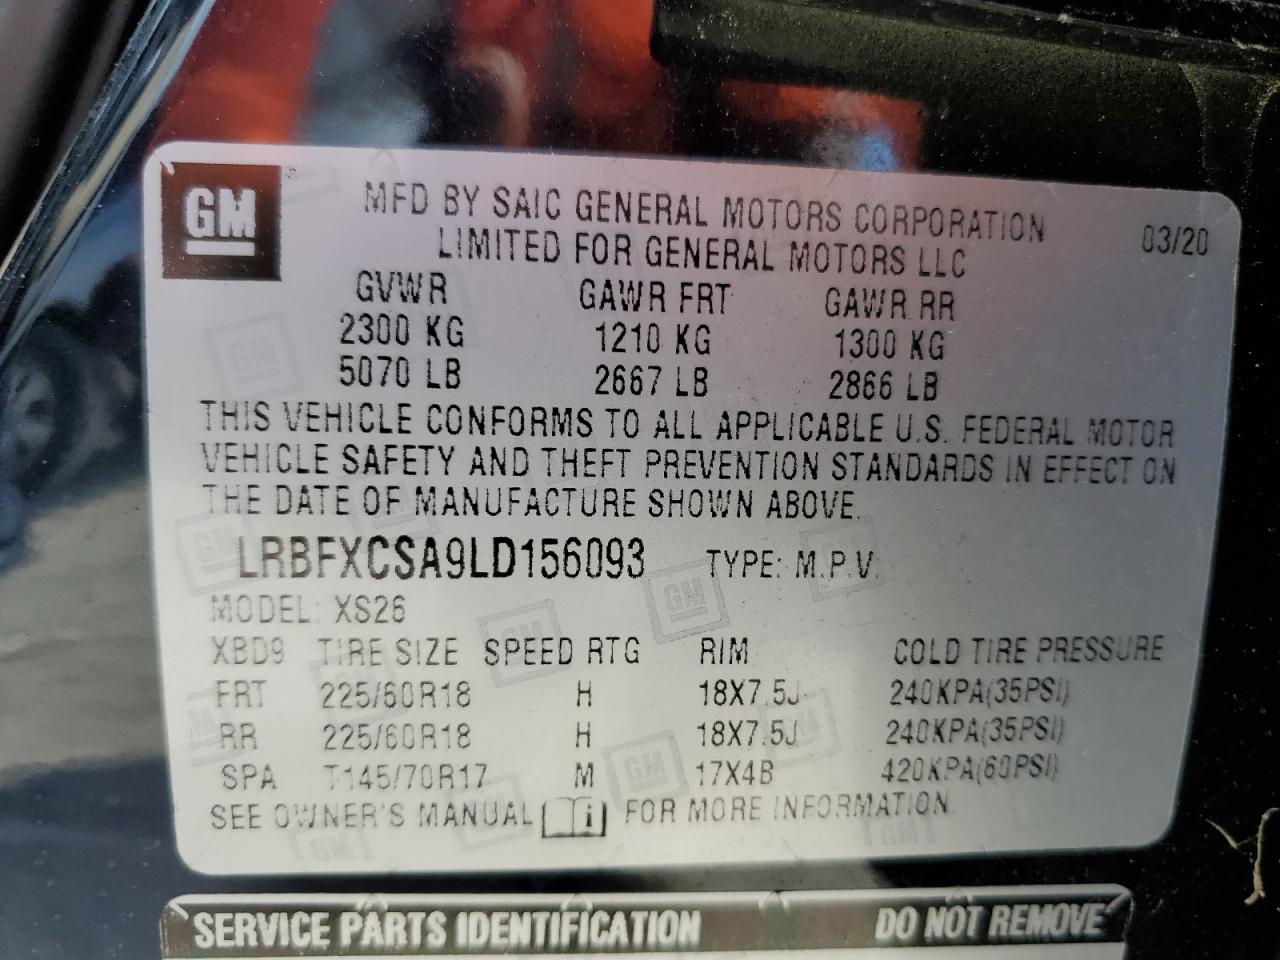 GM
MFD BY SAIC GENERAL MOTORS CORPORATION 03/20
LIMITED FOR GENERAL MOTORS LLC
GVWR GAWR FRT GAWR RR
2300 KG 1210 KG 1300 KG
5070 LB 2667 LB 2866 LB
THIS VEHICLE CONFORMS TO ALL APPLICABLE U.S. FEDERAL MOTOR
VEHICLE SAFETY AND THEFT PREVENTION STANDARDS IN EFFECT ON
THE DATE OF MANUFACTURE SHOWN ABOVE.
LRBFXCSA9LD156093 TYPE: M.P.V.
MODEL: XS26
XBD9 TIRE SIZE SPEED RTG RIM COLD TIRE PRESSURE
FRT 225/60R18 H 18X7.5J 240KPA(35PSI)
RR 225/60R18 H 18X7.5J 240KPA(35PSI)
SPA T145/70R17 M 17X4B 420KPA(60PSI)
SEE OWNER'S MANUAL FOR MORE INFORMATION.
SERVICE PARTS IDENTIFICATION DO NOT REMOVE